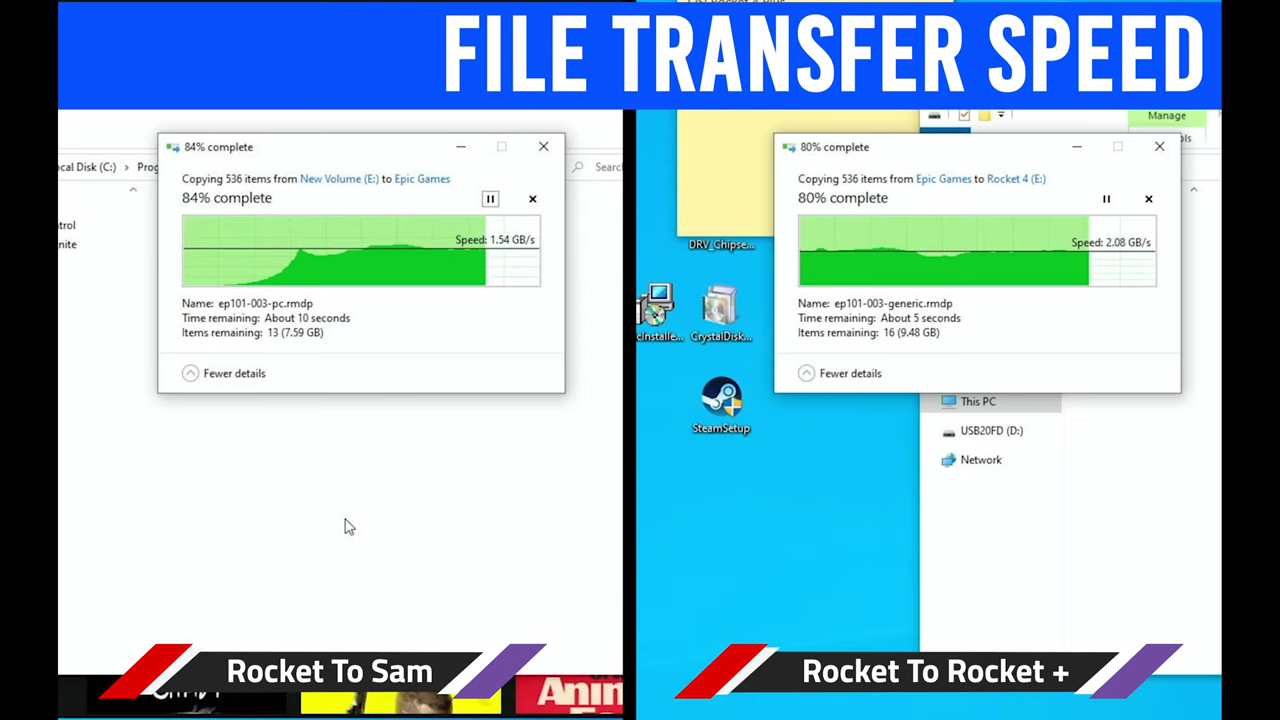 FILE TRANSFER SPEED
84% complete
ocal Disk (C:) > Prog
Searc
Copying 536 items from New Volume (E:) to Epic Games
84% complete
Speed: 1.54 GB/s
Name: ep101-003-pc.rmdp
Time remaining: About 10 seconds
Items remaining: 13 (7.59 GB)
Fewer details
ntrol
nite
Rocket To Sam
Anim
Manage
ols
80% complete
Copying 536 items from Epic Games to Rocket 4 (E:)
80% complete
Speed: 2.08 GB/s
Name: ep101-003-generic.rmdp
Time remaining: About 5 seconds
Items remaining: 16 (9.48 GB)
Fewer details
DRV_Chipse...
cInstalle...
CrystalDisk...
SteamSetup
This PC
USB20FD (D:)
Network
Rocket To Rocket +